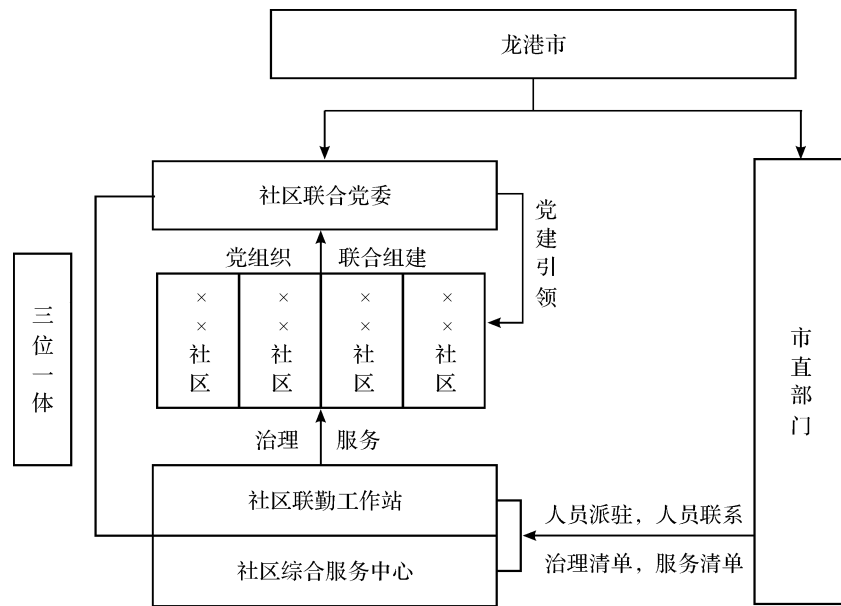 龙港市
社区联合党委
党建引领
党组织 联合组建
××社区
××社区
××社区
××社区
三位一体
市直部门
治理 服务
社区联勤工作站
人员派驻，人员联系
治理清单，服务清单
社区综合服务中心